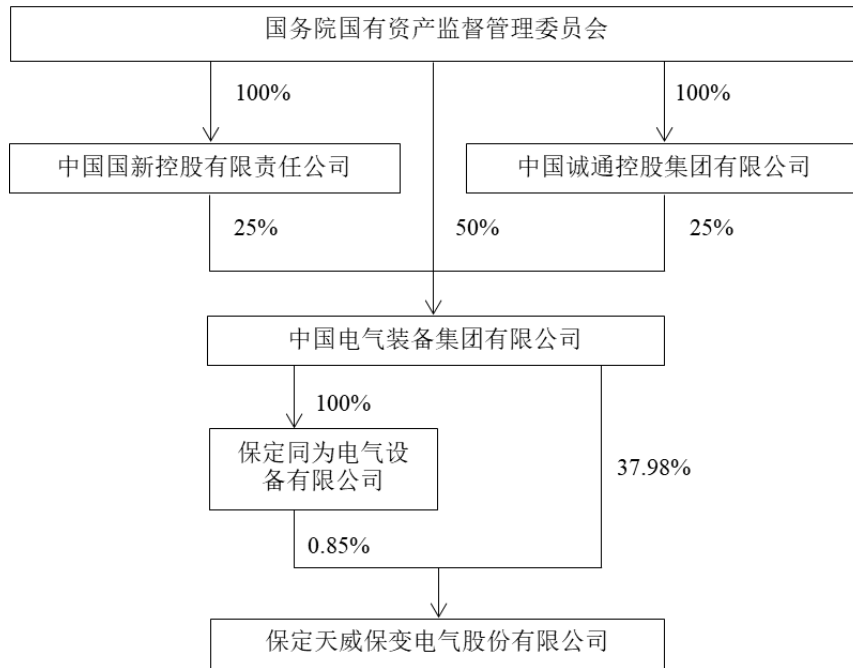 国务院国有资产监督管理委员会
100%
100%
中国国新控股有限责任公司
中国诚通控股集团有限公司
25%
50%
25%
中国电气装备集团有限公司
100%
保定同为电气设
备有限公司
37.98%
0.85%
保定天威保变电气股份有限公司